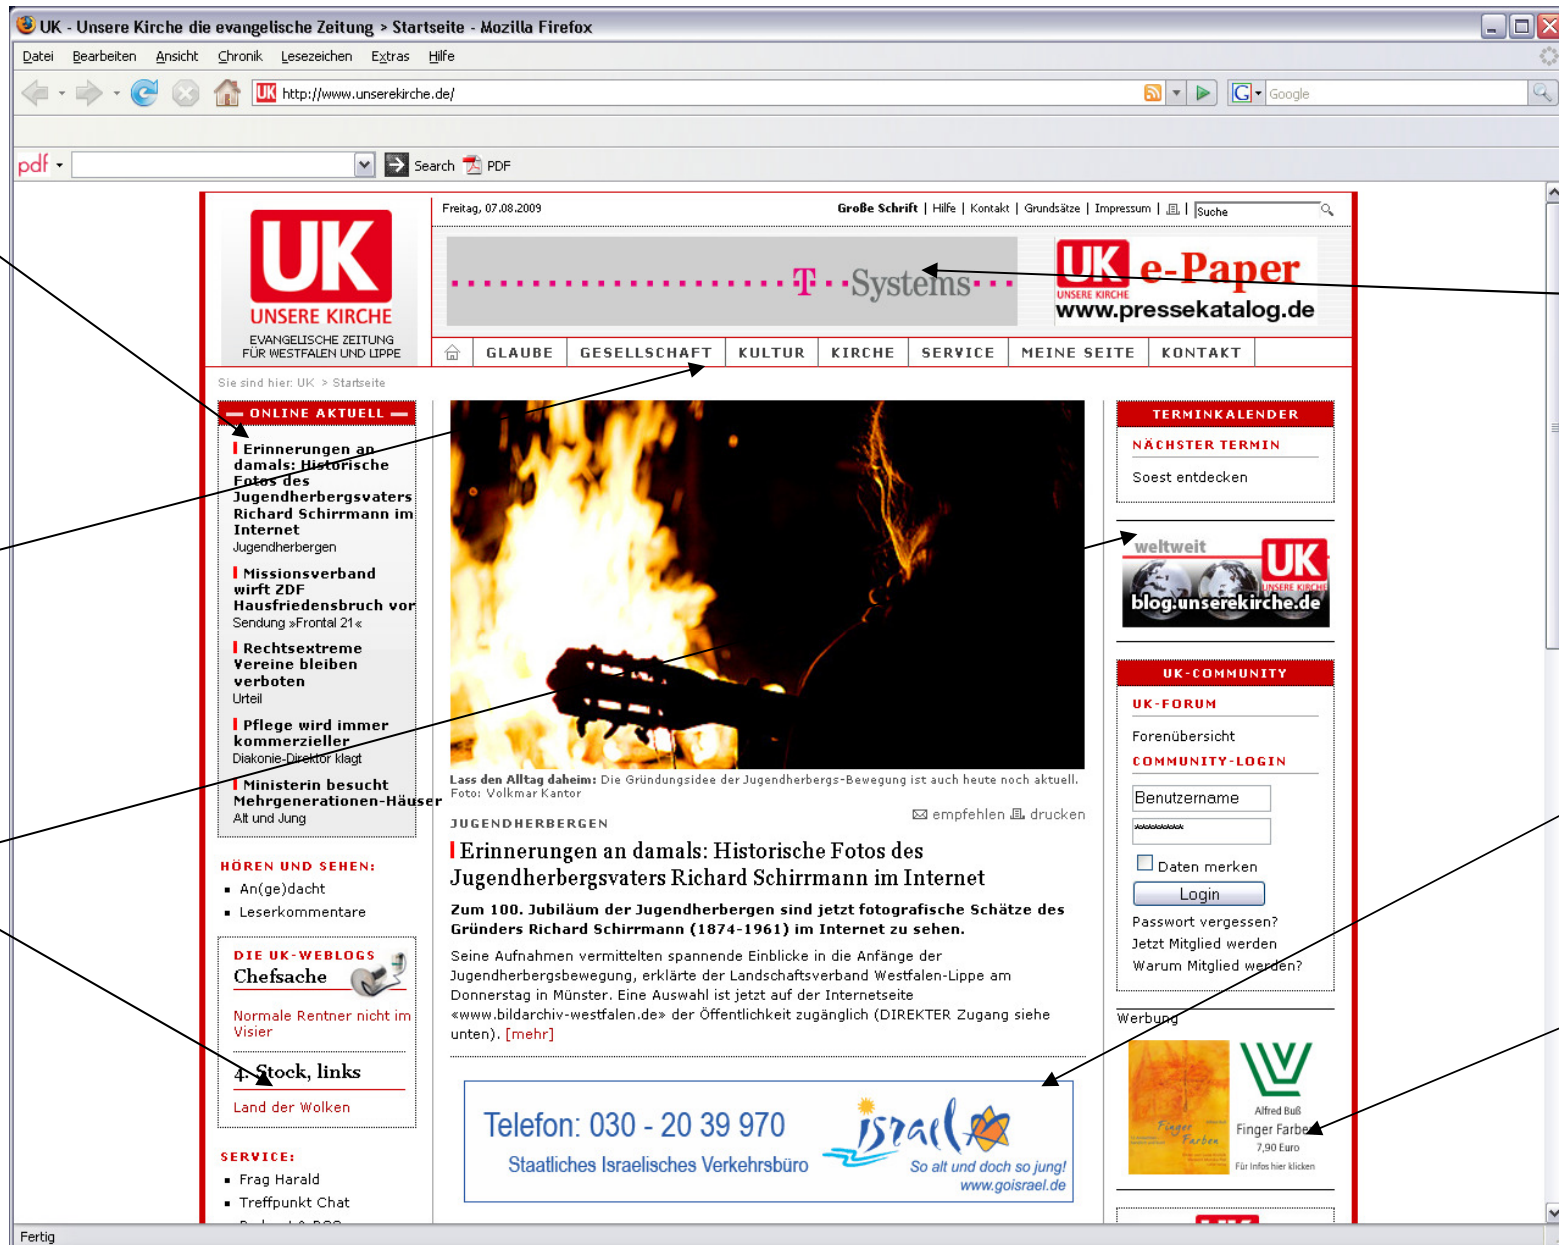 UK - Unsere Kirche die evangelische Zeitung > Startseite - Mozilla Firefox
Datei Bearbeiten Ansicht Chronik Lesezeichen Extras Hilfe
UK http://www.unserekirche.de/
G Google
pdf Search PDF
UK
UNSERE KIRCHE
EVANGELISCHE ZEITUNG
FÜR WESTFALEN UND LIPPE
Freitag, 07.08.2009
Große Schrift | Hilfe | Kontakt | Grundsätze | Impressum | | Suche
T Systems
UK e-Paper
UNSERE KIRCHE
www.pressekatalog.de
GLAUBE GESELLSCHAFT KULTUR KIRCHE SERVICE MEINE SEITE KONTAKT
Sie sind hier: UK > Startseite
ONLINE AKTUELL
Erinnerungen an
damals: Historische
Fotos des
Jugendherbergsvaters
Richard Schirrmann im
Internet
Jugendherbergen
Missionsverband
wirft ZDF
Hausfriedensbruch vor
Sendung »Frontal 21«
Rechtsextreme
Vereine bleiben
verboten
Urteil
Pflege wird immer
kommerzieller
Diakonie-Direktor klagt
Ministerin besucht
Mehrgenerationen-Häuser
Alt und Jung
HÖREN UND SEHEN:
An(ge)dacht
Leserkommentare
DIE UK-WEBLOGS
Chefsache
Normale Rentner nicht im
Visier
4. Stock, links
Land der Wolken
SERVICE:
Frag Harald
Treffpunkt Chat
Lass den Alltag daheim: Die Gründungsidee der Jugendherbergs-Bewegung ist auch heute noch aktuell.
Foto: Volkmar Kantor
empfehlen drucken
JUGENDHERBERGEN
Erinnerungen an damals: Historische Fotos des
Jugendherbergsvaters Richard Schirrmann im Internet
Zum 100. Jubiläum der Jugendherbergen sind jetzt fotografische Schätze des
Gründers Richard Schirrmann (1874-1961) im Internet zu sehen.
Seine Aufnahmen vermittelten spannende Einblicke in die Anfänge der
Jugendherbergsbewegung, erklärte der Landschaftsverband Westfalen-Lippe am
Donnerstag in Münster. Eine Auswahl ist jetzt auf der Internetseite
«www.bildarchiv-westfalen.de» der Öffentlichkeit zugänglich (DIREKTER Zugang siehe
unten). [mehr]
Telefon: 030 - 20 39 970
Staatliches Israelisches Verkehrsbüro
israel
So alt und doch so jung!
www.goisrael.de
TERMINKALENDER
NÄCHSTER TERMIN
Soest entdecken
weltweit
UK
UNSERE KIRCHE
blog.unserekirche.de
UK-COMMUNITY
UK-FORUM
Forenübersicht
COMMUNITY-LOGIN
Benutzername
**********
Daten merken
Login
Passwort vergessen?
Jetzt Mitglied werden
Warum Mitglied werden?
Werbung
Finger
Farben
Alfred Buß
Finger Farben
7,90 Euro
Für Infos hier klicken
Fertig